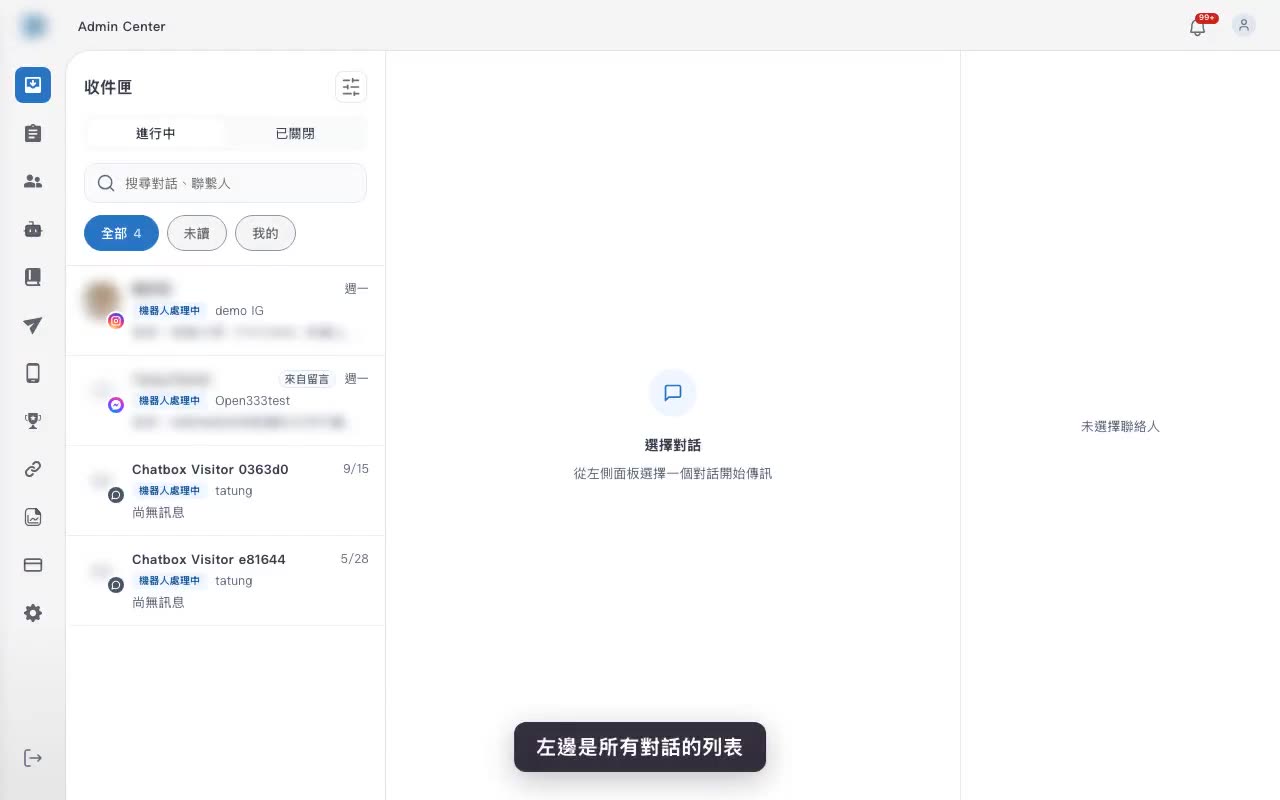 Admin Center
99+
收件匣
進行中
已關閉
搜尋對話、聯繫人
全部 4
未讀
我的
週一
機器人處理中 demo IG
來自留言 週一
機器人處理中 Open333test
Chatbox Visitor 0363d0 9/15
機器人處理中 tatung
尚無訊息
Chatbox Visitor e81644 5/28
機器人處理中 tatung
尚無訊息
選擇對話
從左側面板選擇一個對話開始傳訊
未選擇聯絡人
左邊是所有對話的列表